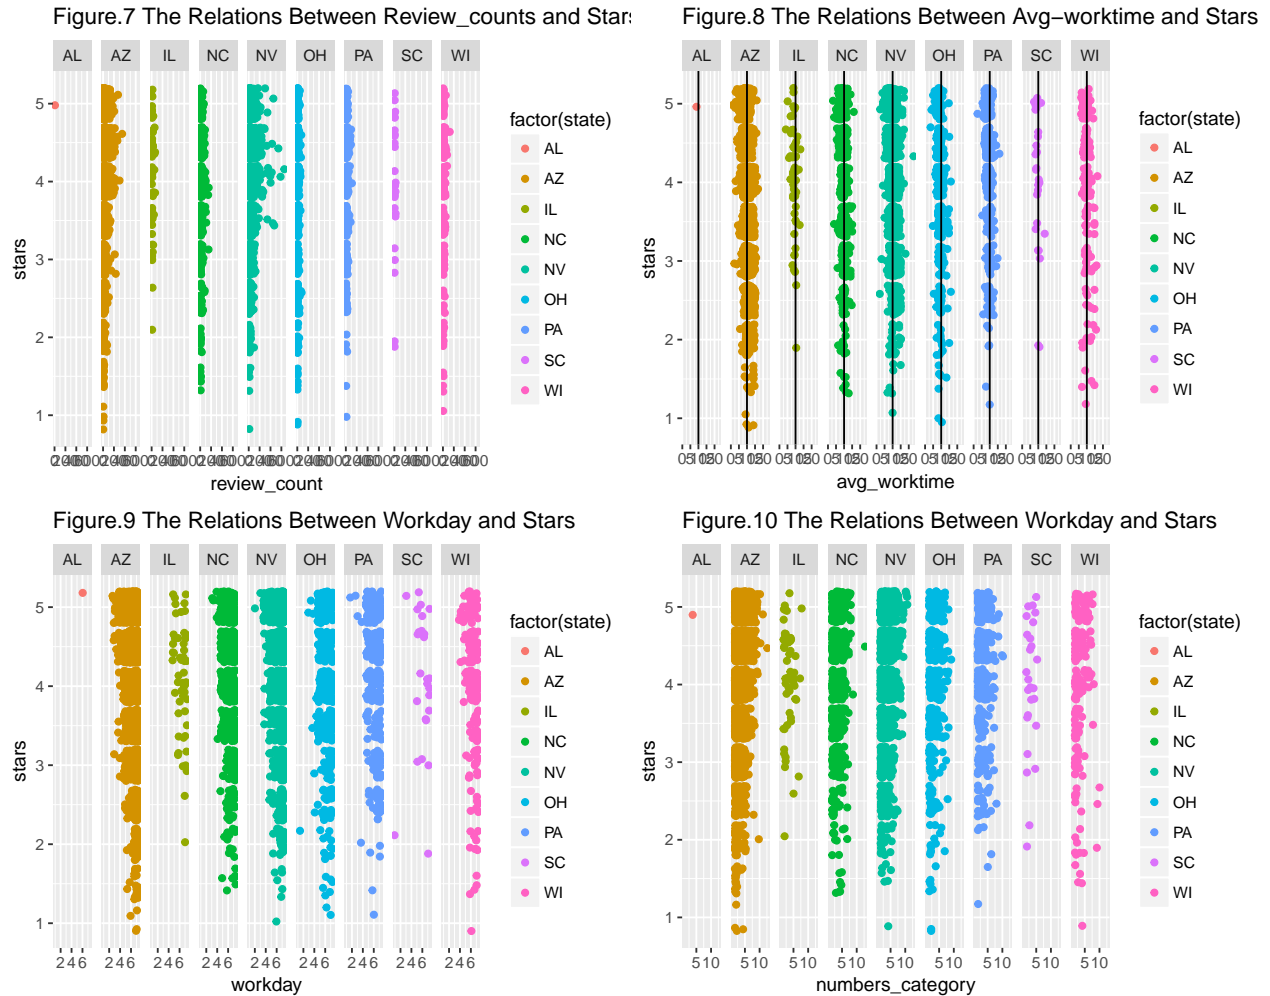 Figure.7 The Relations Between Review_counts and Stars
AL AZ IL NC NV OH PA SC WI
5
4
3
2
1
stars
review_count
factor(state)
AL
AZ
IL
NC
NV
OH
PA
SC
WI
Figure.8 The Relations Between Avg−worktime and Stars
AL AZ IL NC NV OH PA SC WI
5
4
3
2
1
stars
avg_worktime
factor(state)
AL
AZ
IL
NC
NV
OH
PA
SC
WI
Figure.9 The Relations Between Workday and Stars
AL AZ IL NC NV OH PA SC WI
5
4
3
2
1
stars
2 4 6 2 4 6 2 4 6 2 4 6 2 4 6 2 4 6 2 4 6 2 4 6 2 4 6
workday
factor(state)
AL
AZ
IL
NC
NV
OH
PA
SC
WI
Figure.10 The Relations Between Workday and Stars
AL AZ IL NC NV OH PA SC WI
5
4
3
2
1
stars
5 10 5 10 5 10 5 10 5 10 5 10 5 10 5 10 5 10
numbers_category
factor(state)
AL
AZ
IL
NC
NV
OH
PA
SC
WI